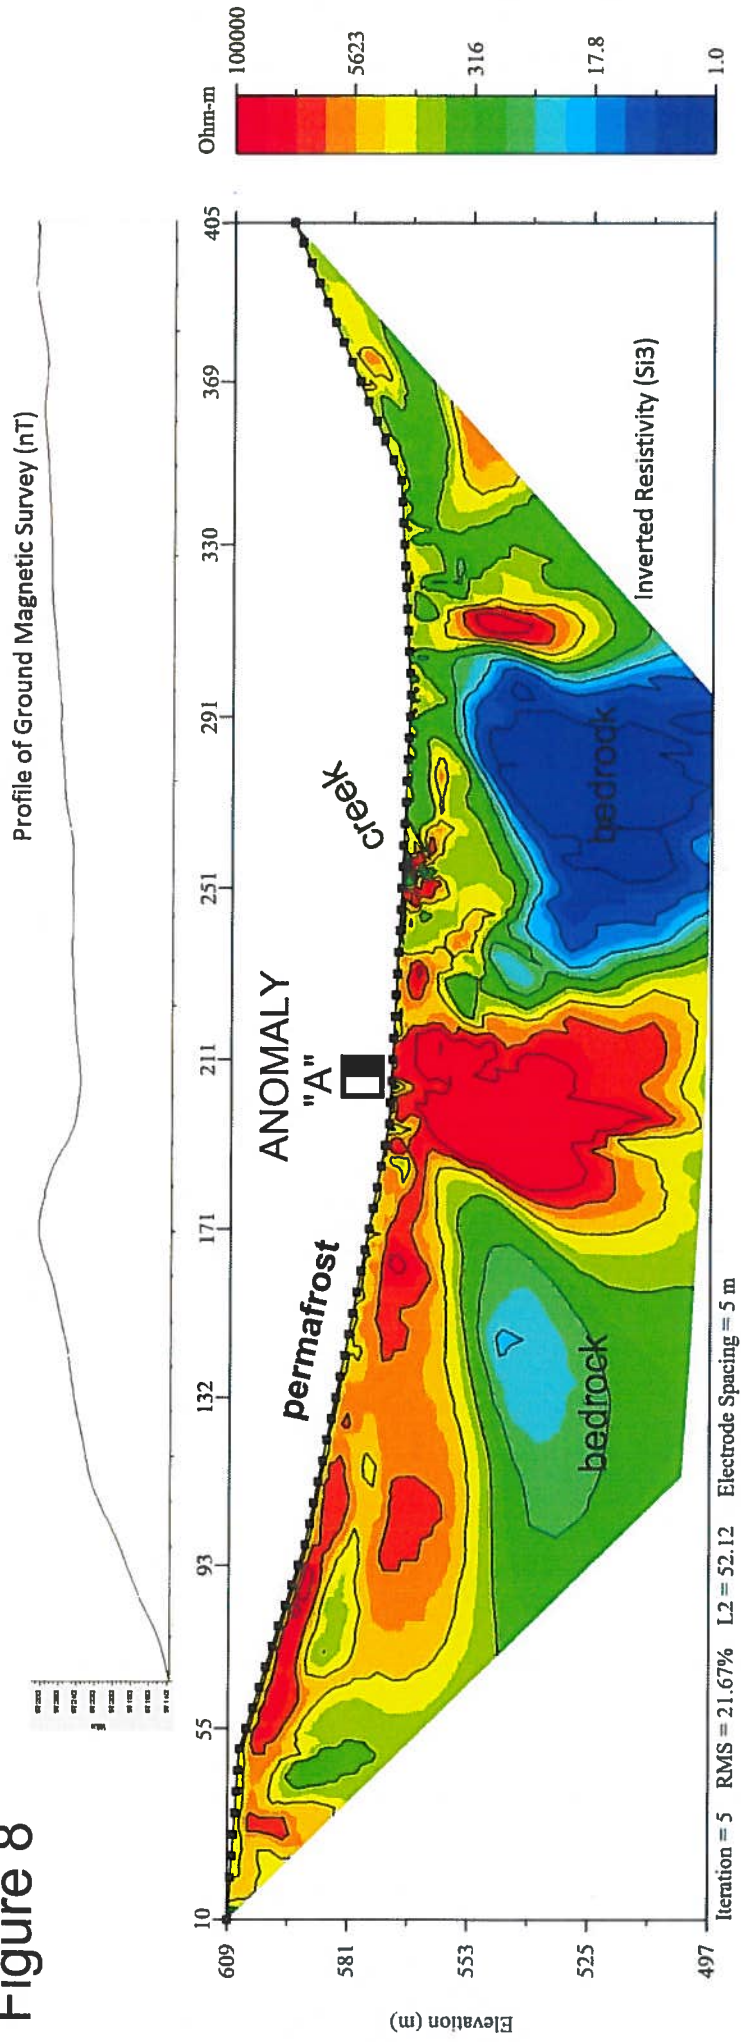 Figure 8
Profile of Ground Magnetic Survey (nT)
ANOMALY
"A"
permafrost
creek
bedrock
bedrock
Inverted Resistivity (Si3)
10 55 93 132 171 211 251 291 330 369 405
609
581
553
525
497
Elevation (m)
Ohm-m
100000
5623
316
17.8
1.0
Iteration = 5 RMS = 21.67% L2 = 52.12 Electrode Spacing = 5 m